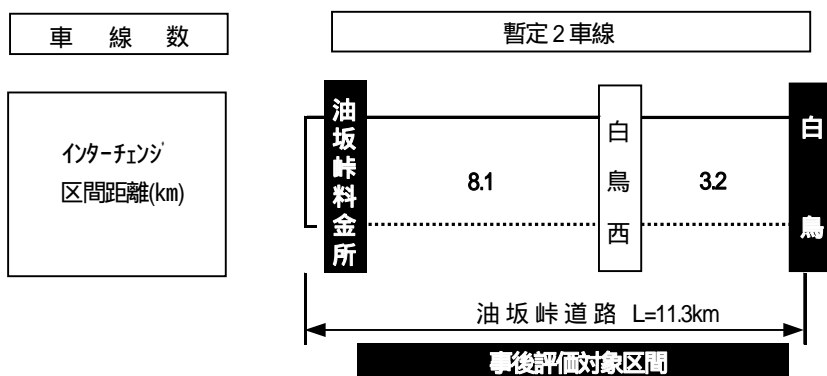 車線数
暫定2車線
インターチェンジ
区間距離(km)
油坂峠料金所
8.1
白鳥西
3.2
白鳥
油坂峠道路 L=11.3km
事後評価対象区間